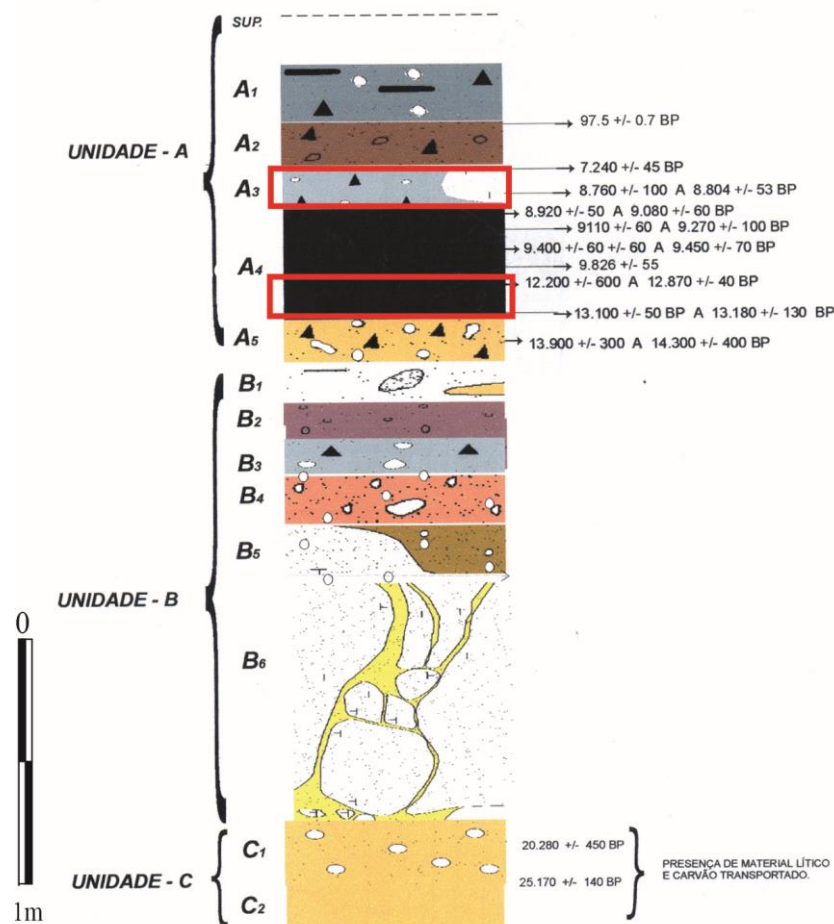 SUP.
A1
97.5 +/- 0.7 BP
UNIDADE - A
A2
7.240 +/- 45 BP
A3
8.760 +/- 100 A 8.804 +/- 53 BP
8.920 +/- 50 A 9.080 +/- 60 BP
9110 +/- 60 A 9.270 +/- 100 BP
9.400 +/- 60 +/- 60 A 9.450 +/- 70 BP
A4
9.826 +/- 55
12.200 +/- 600 A 12.870 +/- 40 BP
13.100 +/- 50 BP A 13.180 +/- 130 BP
A5
13.900 +/- 300 A 14.300 +/- 400 BP
B1
B2
B3
B4
B5
UNIDADE - B
0
B6
C1
20.280 +/- 450 BP
PRESENÇA DE MATERIAL LÍTICO
E CARVÃO TRANSPORTADO.
UNIDADE - C
25.170 +/- 140 BP
C2
1m